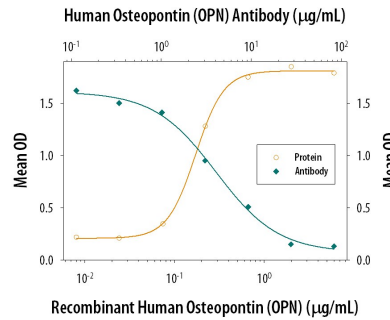 Human Osteopontin (OPN) Antibody (µg/mL)
10⁻¹ 10⁰ 10¹ 10²
Mean OD
1.5
1.0
0.5
0.0
Protein
Antibody
1.5
1.0
0.5
0.0
Mean OD
10⁻² 10⁻¹ 10⁰
Recombinant Human Osteopontin (OPN) (µg/mL)